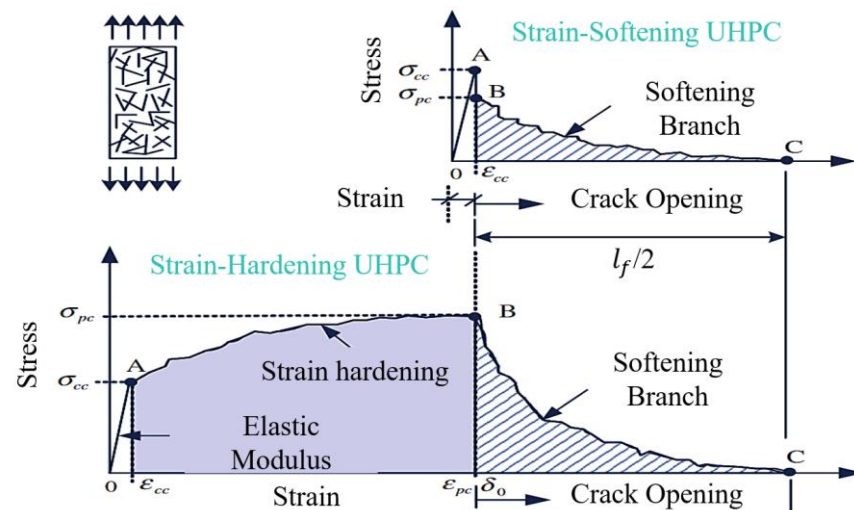 Strain-Softening UHPC
Stress
σcc
A
σpc
B
Softening
Branch
C
0
εcc
Strain
Crack Opening
lf/2
Strain-Hardening UHPC
Stress
σpc
B
σcc
A
Strain hardening
Softening
Branch
Elastic
Modulus
C
0
εcc
Strain
εpc
δ0
Crack Opening